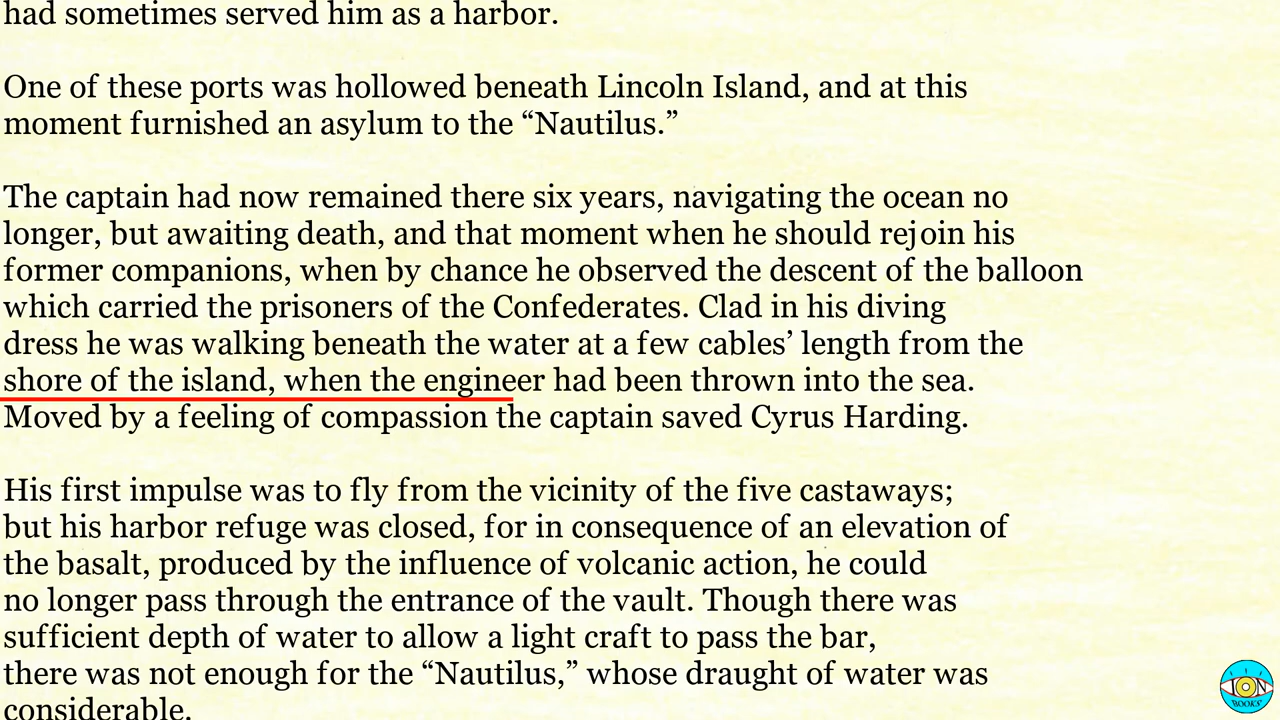 had sometimes served him as a harbor.
One of these ports was hollowed beneath Lincoln Island, and at this
moment furnished an asylum to the “Nautilus.”
The captain had now remained there six years, navigating the ocean no
longer, but awaiting death, and that moment when he should rejoin his
former companions, when by chance he observed the descent of the balloon
which carried the prisoners of the Confederates. Clad in his diving
dress he was walking beneath the water at a few cables’ length from the
shore of the island, when the engineer had been thrown into the sea.
Moved by a feeling of compassion the captain saved Cyrus Harding.
His first impulse was to fly from the vicinity of the five castaways;
but his harbor refuge was closed, for in consequence of an elevation of
the basalt, produced by the influence of volcanic action, he could
no longer pass through the entrance of the vault. Though there was
sufficient depth of water to allow a light craft to pass the bar,
there was not enough for the “Nautilus,” whose draught of water was
considerable.
ION
BOOKS